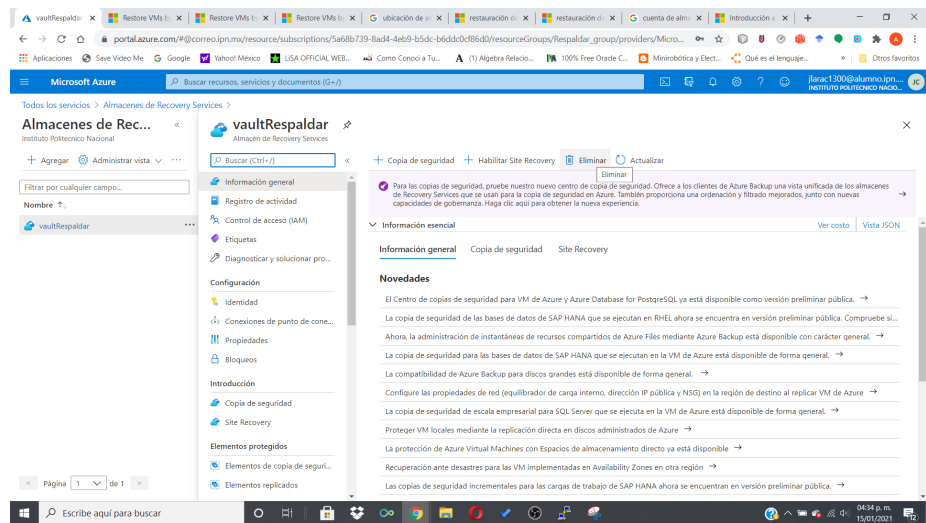 vaultRespaldar
Restore VMs b
Restore VMs b
Restore VMs b
ubicación de a
restauración d
restauración d
cuenta de alm
Introducción a
portal.azure.com/#@correo.ipn.mx/resource/subscriptions/5a68b739-8ad4-4eb9-b5dc-b6ddc0cf86d0/resourceGroups/Respaldar_group/providers/Micro...
Aplicaciones
Save Video Me
Google
Yahoo! México
LiSA OFFICIAL WEB...
Como Conoci a Tu...
(1) Algebra Relacio...
100% Free Oracle C...
Minirobótica y Elect...
Qué es el lenguaje...
»
Otros favoritos
Microsoft Azure
Buscar recursos, servicios y documentos (G+/)
jlarac1300@alumno.ipn....
INSTITUTO POLITECNICO NACIO...
JC
Todos los servicios > Almacenes de Recovery Services >
Almacenes de Rec...
«
Instituto Politecnico Nacional
+ Agregar
Administrar vista
···
Filtrar por cualquier campo...
Nombre ↑↓
vaultRespaldar
···
< Página 1 de 1 >
vaultRespaldar
Almacén de Recovery Services
Buscar (Ctrl+/)
«
Información general
Registro de actividad
Control de acceso (IAM)
Etiquetas
Diagnosticar y solucionar pro...
Configuración
Identidad
Conexiones de punto de cone...
Propiedades
Bloqueos
Introducción
Copia de seguridad
Site Recovery
Elementos protegidos
Elementos de copia de seguri...
Elementos replicados
+ Copia de seguridad
+ Habilitar Site Recovery
Eliminar
Actualizar
Eliminar
Para las copias de seguridad, pruebe nuestro nuevo centro de copia de seguridad. Ofrece a los clientes de Azure Backup una vista unificada de los almacenes
de Recovery Services que se usan para la copia de seguridad en Azure. También proporciona una ordenación y filtrado mejorados, junto con nuevas
capacidades de gobernanza. Haga clic aquí para obtener la nueva experiencia.
→
Información esencial
Ver costo
Vista JSON
Información general
Copia de seguridad
Site Recovery
Novedades
El Centro de copias de seguridad para VM de Azure y Azure Database for PostgreSQL ya está disponible como versión preliminar pública. →
La copia de seguridad de las bases de datos de SAP HANA que se ejecutan en RHEL ahora se encuentra en versión preliminar pública. Compruebe si...
Ahora, la administración de instantáneas de recursos compartidos de Azure Files mediante Azure Backup está disponible con carácter general. →
La copia de seguridad para las bases de datos de SAP HANA que se ejecutan en la VM de Azure está disponible de forma general. →
La compatibilidad de Azure Backup para discos grandes está disponible de forma general. →
Configure las propiedades de red (equilibrador de carga interno, dirección IP pública y NSG) en la región de destino al replicar VM de Azure →
La copia de seguridad de escala empresarial para SQL Server que se ejecuta en la VM de Azure está disponible de forma general. →
Proteger VM locales mediante la replicación directa en discos administrados de Azure →
La protección de Azure Virtual Machines con Espacios de almacenamiento directo ya está disponible →
Recuperación ante desastres para las VM implementadas en Availability Zones en otra región →
Las copias de seguridad incrementales para las cargas de trabajo de SAP HANA ahora se encuentran en versión preliminar pública. →
Escribe aquí para buscar
04:34 p. m.
15/01/2021